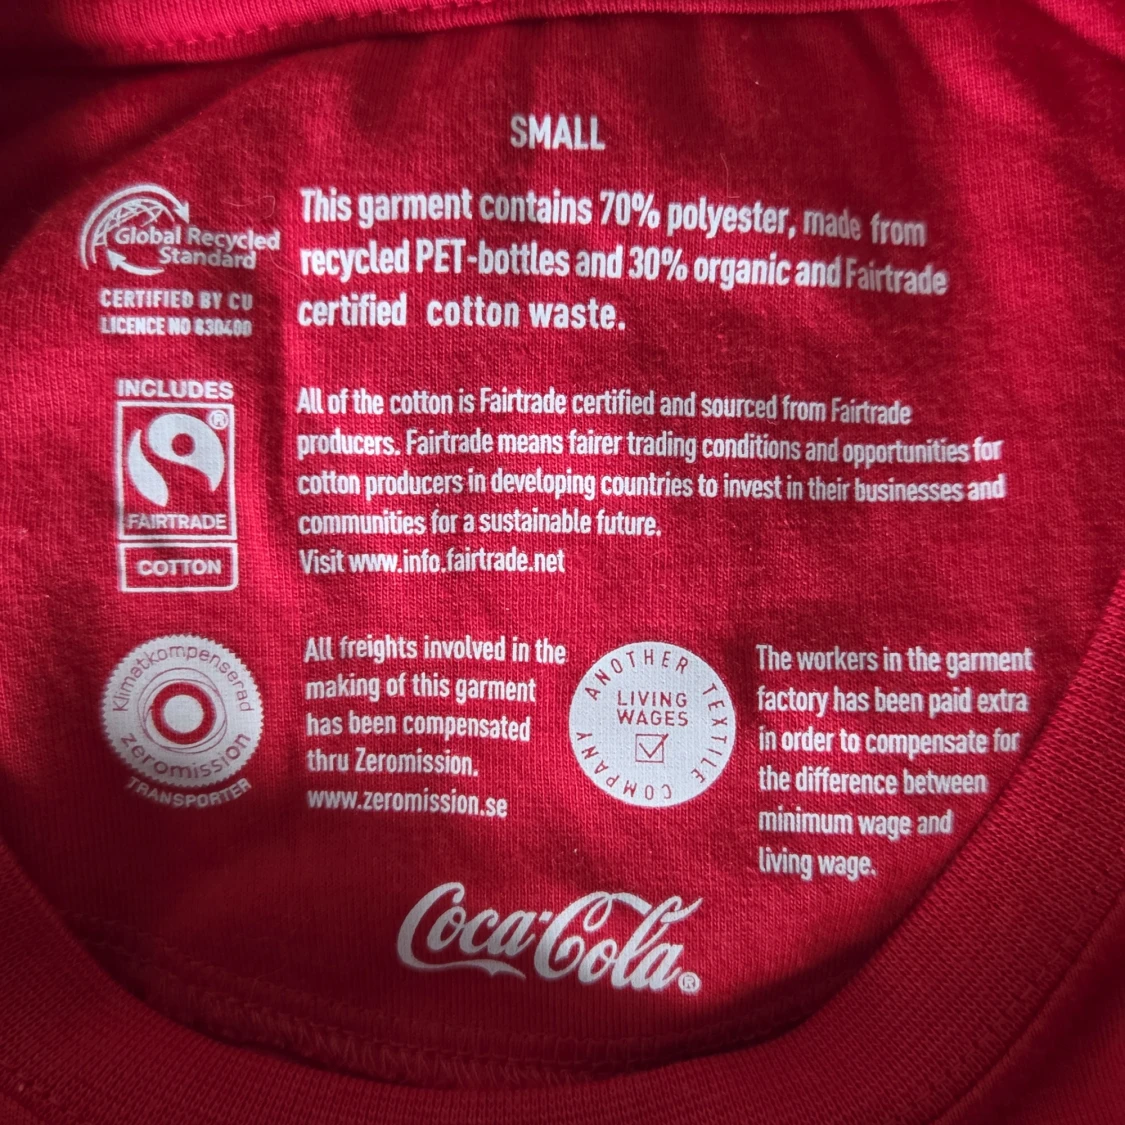 SMALL
Global Recycled
Standard
CERTIFIED BY CU
LICENCE NO 830400
This garment contains 70% polyester, made from
recycled PET-bottles and 30% organic and Fairtrade
certified cotton waste.
INCLUDES
®
FAIRTRADE
COTTON
All of the cotton is Fairtrade certified and sourced from Fairtrade
producers. Fairtrade means fairer trading conditions and opportunities for
cotton producers in developing countries to invest in their businesses and
communities for a sustainable future.
Visit www.info.fairtrade.net
Klimatkompenserad
zeromission
TRANSPORTER
All freights involved in the
making of this garment
has been compensated
thru Zeromission.
www.zeromission.se
ANOTHER TEXTILE COMPANY
LIVING
WAGES
The workers in the garment
factory has been paid extra
in order to compensate for
the difference between
minimum wage and
living wage.
Coca-Cola®